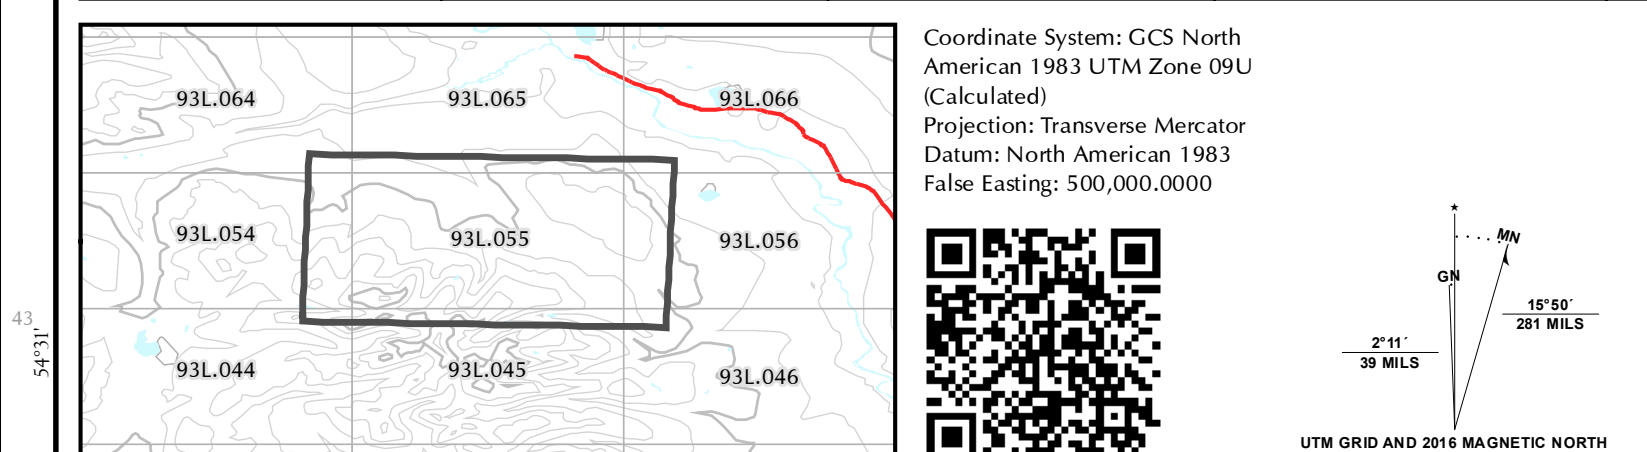 93L.064 93L.065 93L.066
93L.054 93L.055 93L.056
93L.044 93L.045 93L.046
43
54°31'
Coordinate System: GCS North
American 1983 UTM Zone 09U
(Calculated)
Projection: Transverse Mercator
Datum: North American 1983
False Easting: 500,000.0000
MN
GN
15°50´
281 MILS
2°11´
39 MILS
UTM GRID AND 2016 MAGNETIC NORTH